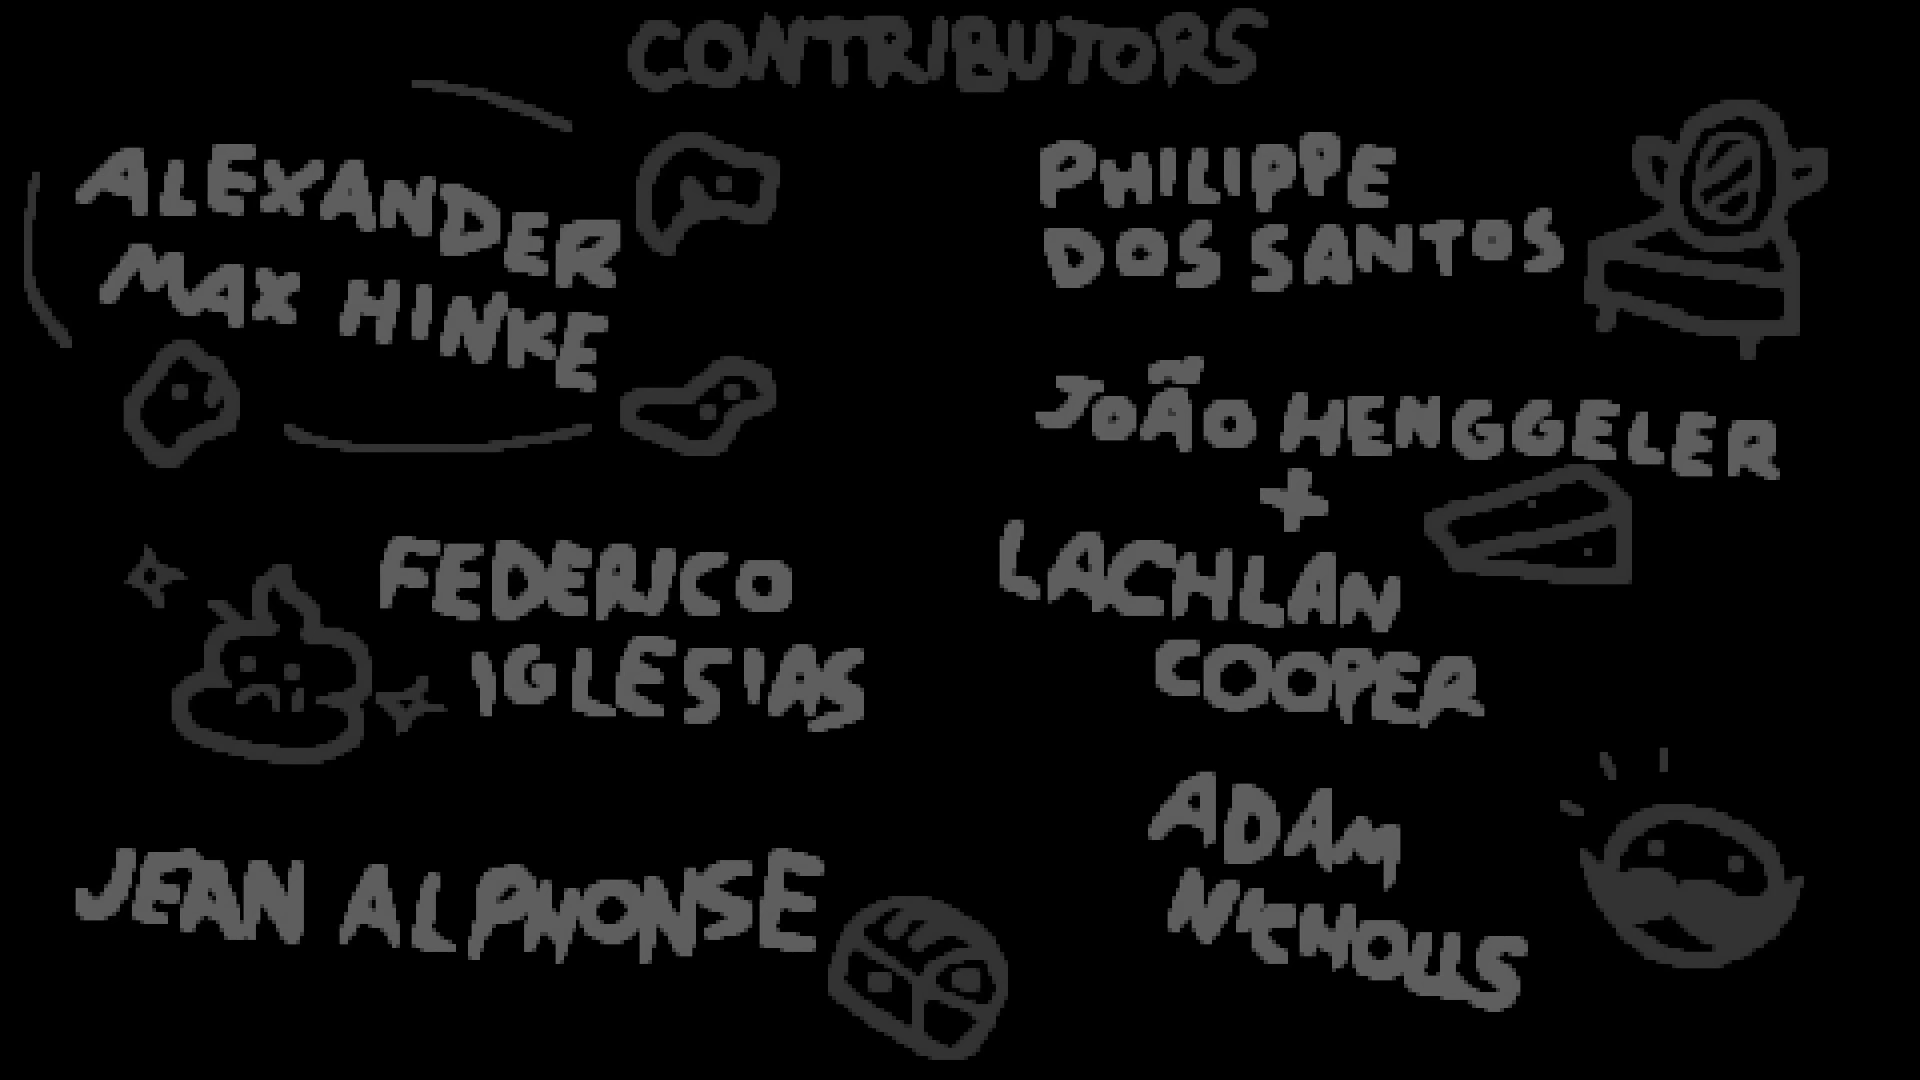 CONTRIBUTORS
ALEXANDER
MAX HINKE
FEDERICO
IGLESIAS
JEAN ALPHONSE
PHILIPPE
DOS SANTOS
JOÃO HENGGELER
+
LACHLAN
COOPER
ADAM
NICHOLLS